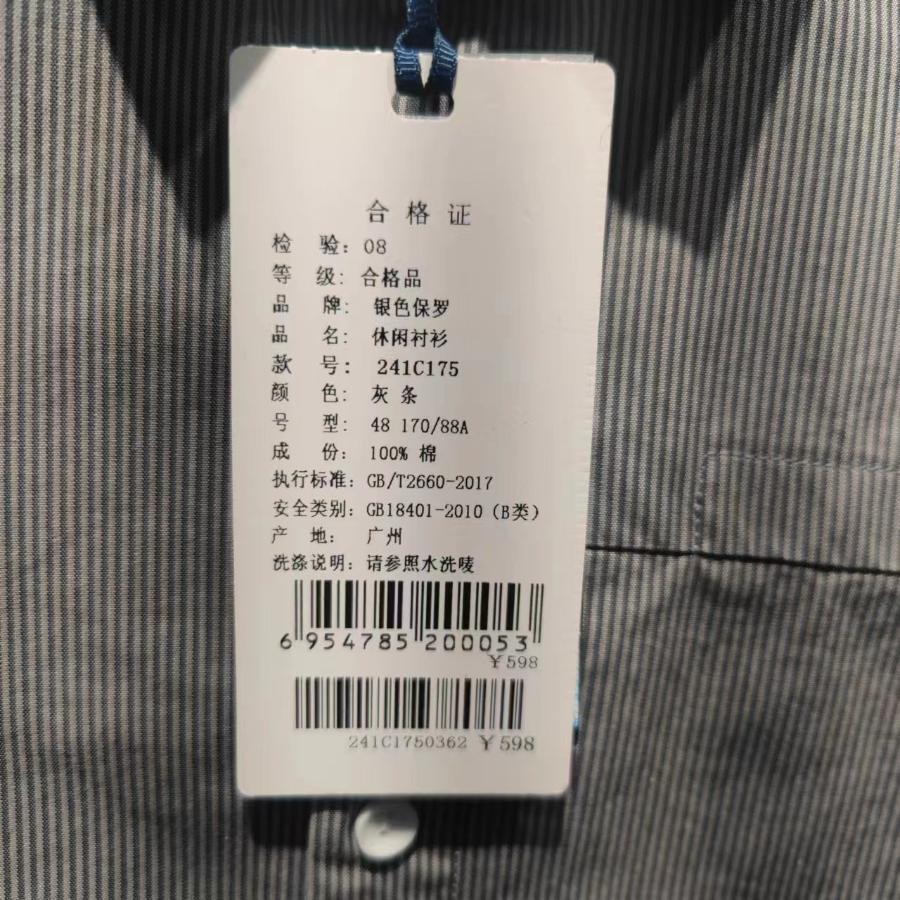 合格证
检 验：08
等 级：合格品
品 牌：银色保罗
品 名：休闲衬衫
款 号：241C175
颜 色：灰 条
号 型：48 170/88A
成 份：100% 棉
执行标准：GB/T2660-2017
安全类别：GB18401-2010（B类）
产 地：广州
洗涤说明：请参照水洗唛
6 954785 200053
￥598
241C1750362 ￥598